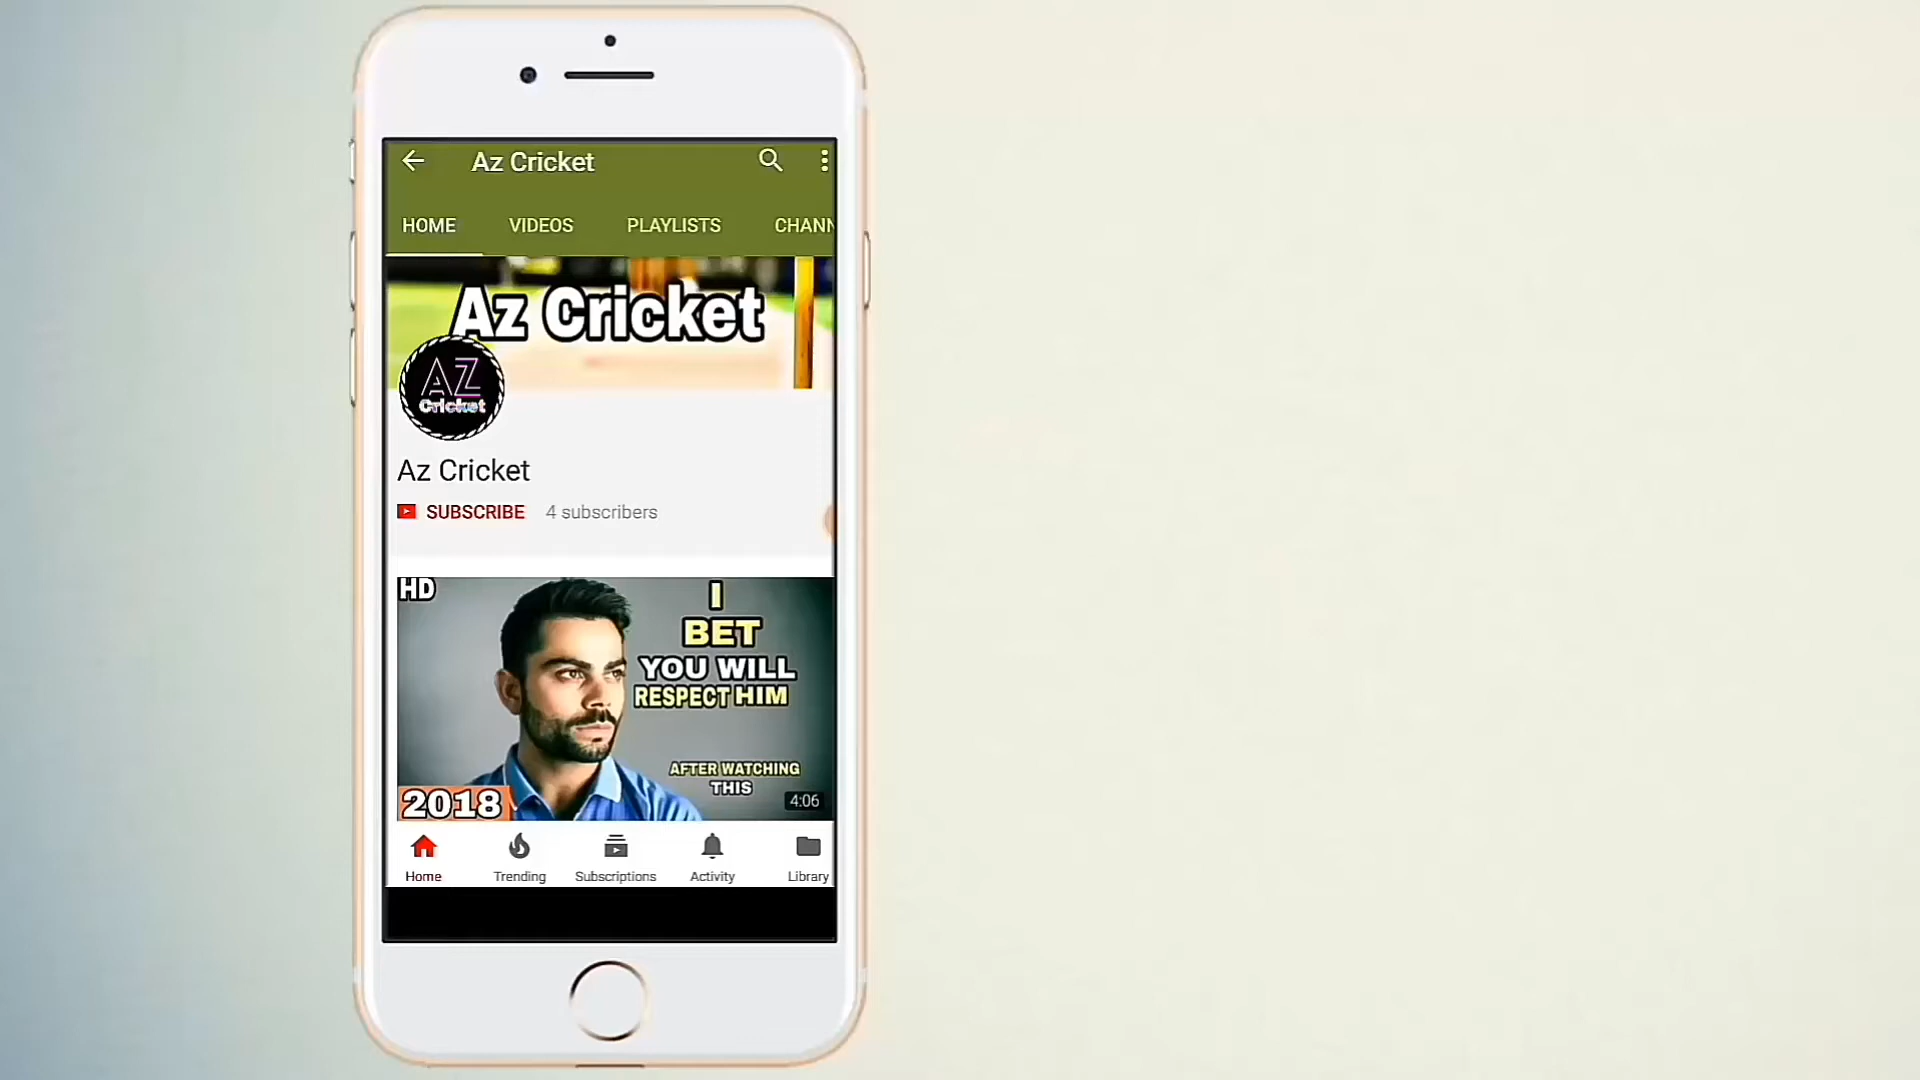 Az Cricket
HOME VIDEOS PLAYLISTS CHANN
Az Cricket
AZ
Cricket
Az Cricket
SUBSCRIBE 4 subscribers
HD
I
BET
YOU WILL
RESPECT HIM
AFTER WATCHING
THIS
2018
4:06
Home Trending Subscriptions Activity Library